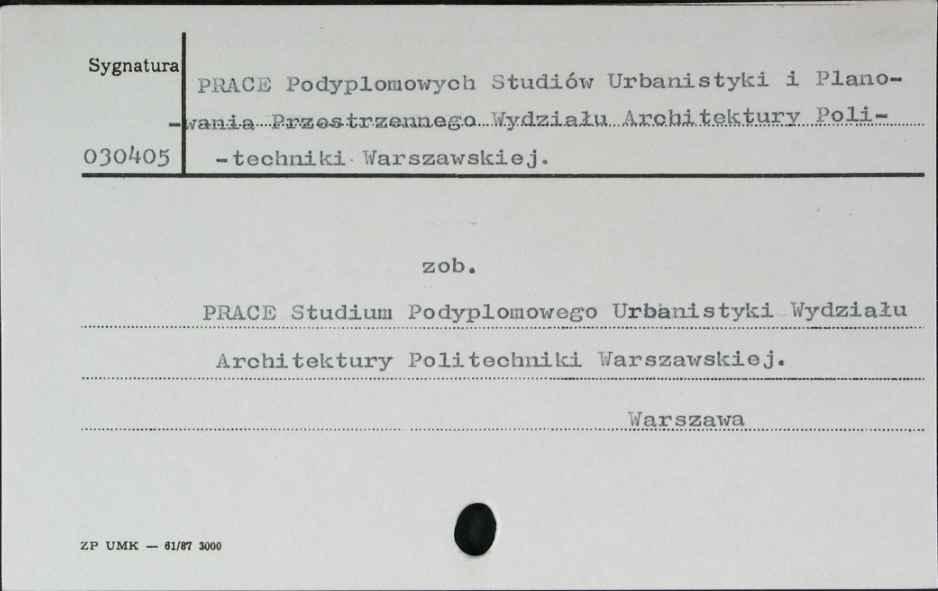 Sygnatura
PRACE Podyplomowych Studiów Urbanistyki i Plano-
-wania Przestrzennego Wydziału Architektury Poli-
030405 -techniki Warszawskiej.
zob.
PRACE Studium Podyplomowego Urbanistyki Wydziału
Architektury Politechniki Warszawskiej.
Warszawa
ZP UMK — 61/87 3000